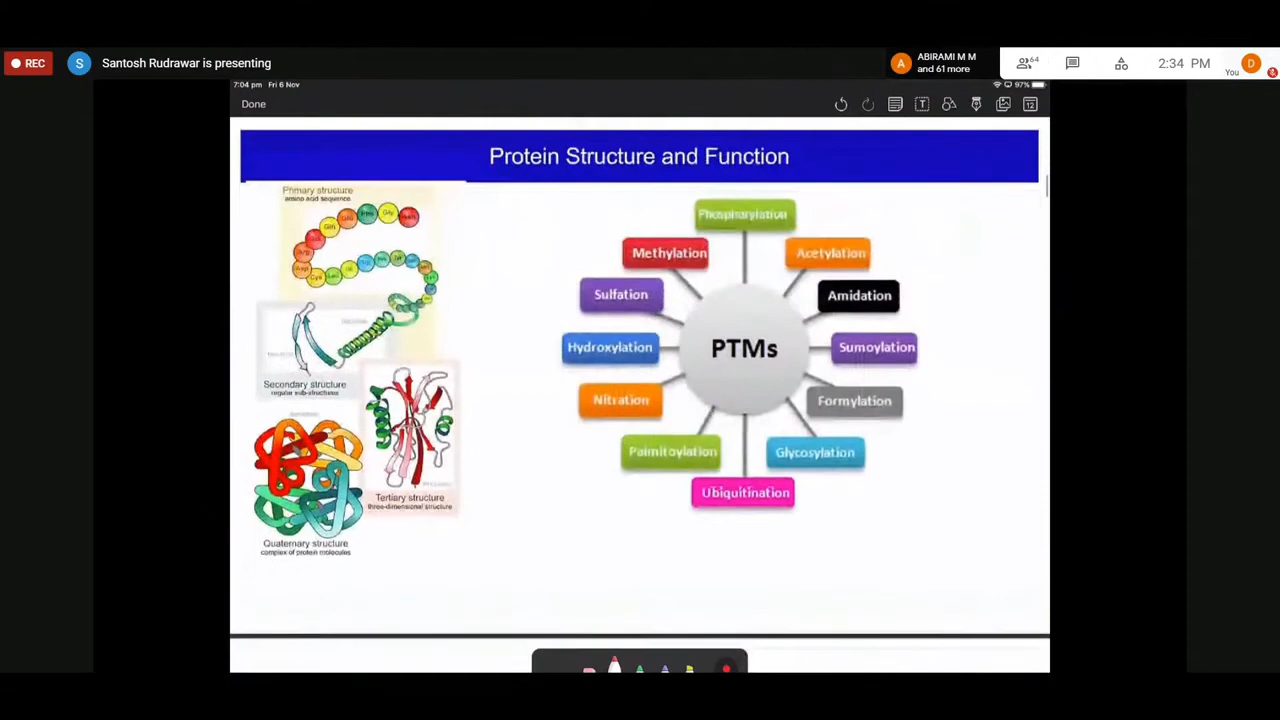 REC
S
Santosh Rudrawar is presenting
A
ABIRAMI M M
and 61 more
64
2:34 PM
You
D
7:04 pm Fri 6 Nov
97%
Done
T
12
Protein Structure and Function
Primary structure
amino acid sequence
Secondary structure
regular sub-structures
Tertiary structure
three-dimensional structure
Quaternary structure
complex of protein molecules
PTMs
Phosphorylation
Methylation
Acetylation
Sulfation
Amidation
Hydroxylation
Sumoylation
Nitration
Formylation
Palmitoylation
Glycosylation
Ubiquitination